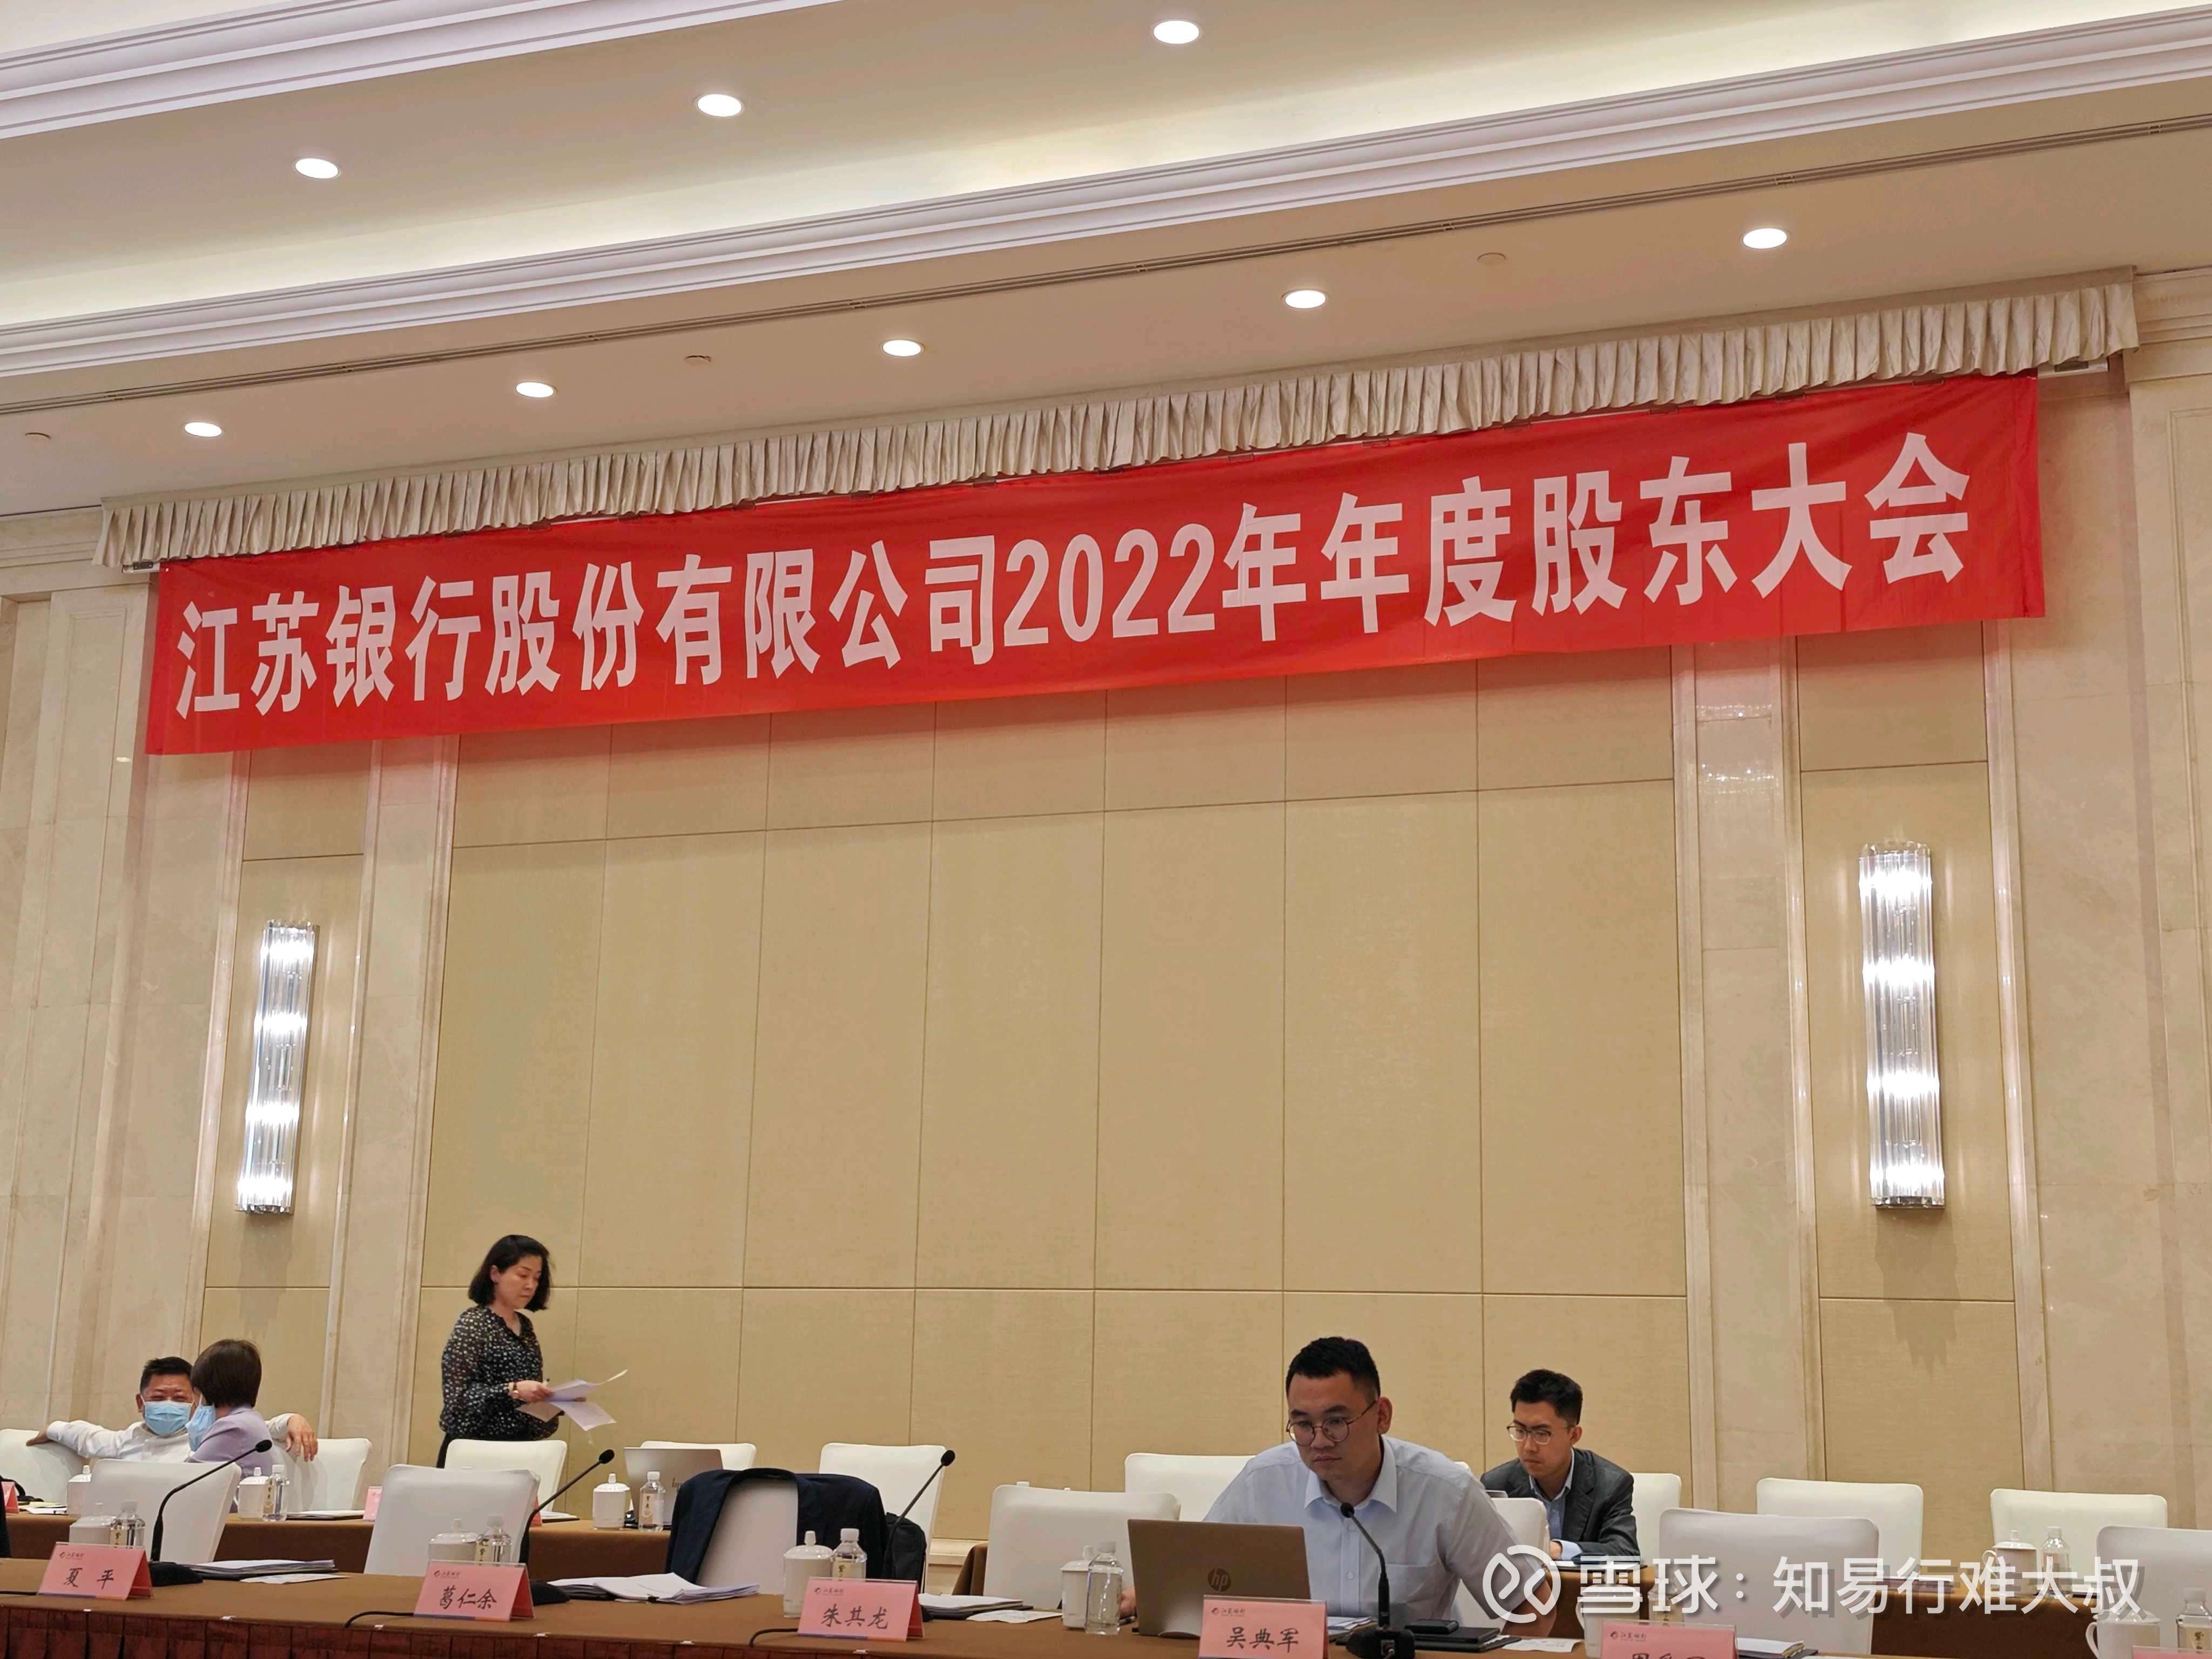 江苏银行股份有限公司2022年年度股东大会
夏 平
葛仁余
朱其龙
吴典军
hp
雪球：知易行难大叔